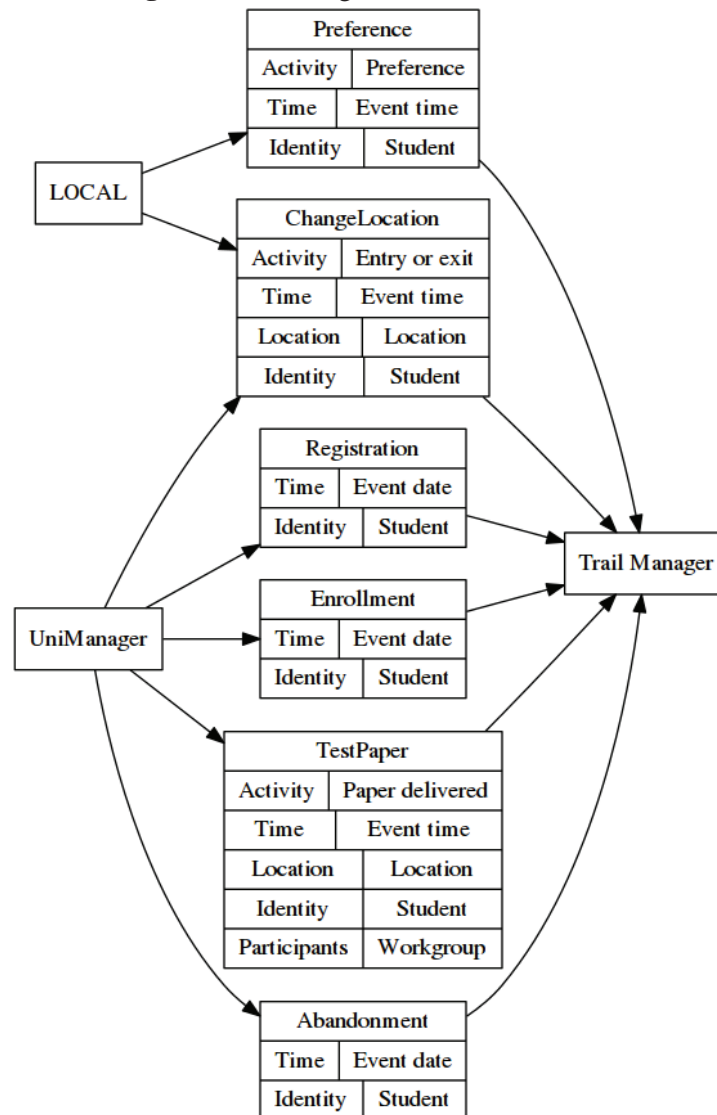 Preference
Activity Preference
Time Event time
Identity Student
LOCAL
ChangeLocation
Activity Entry or exit
Time Event time
Location Location
Identity Student
Registration
Time Event date
Identity Student
Trail Manager
Enrollment
Time Event date
Identity Student
UniManager
TestPaper
Activity Paper delivered
Time Event time
Location Location
Identity Student
Participants Workgroup
Abandonment
Time Event date
Identity Student